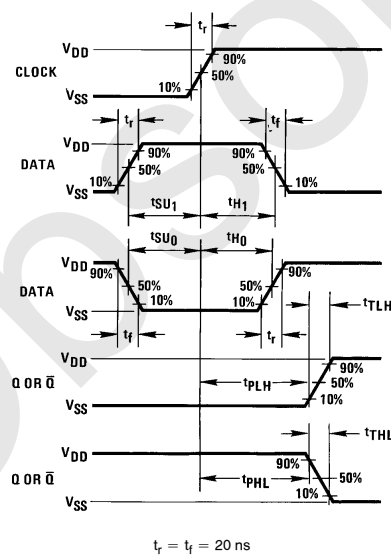 tr
VDD
90%
CLOCK
50%
10%
VSS
tr
tf
VDD
90%
90%
DATA
50%
50%
VSS
10%
10%
tSU1
tH1
tSU0
tH0
VDD
90%
90%
DATA
50%
50%
VSS
10%
10%
tf
tr
tTLH
VDD
90%
Q OR Q̅
tPLH
50%
VSS
10%
tTHL
VDD
90%
Q OR Q̅
tPHL
50%
VSS
10%
tr = tf = 20 ns